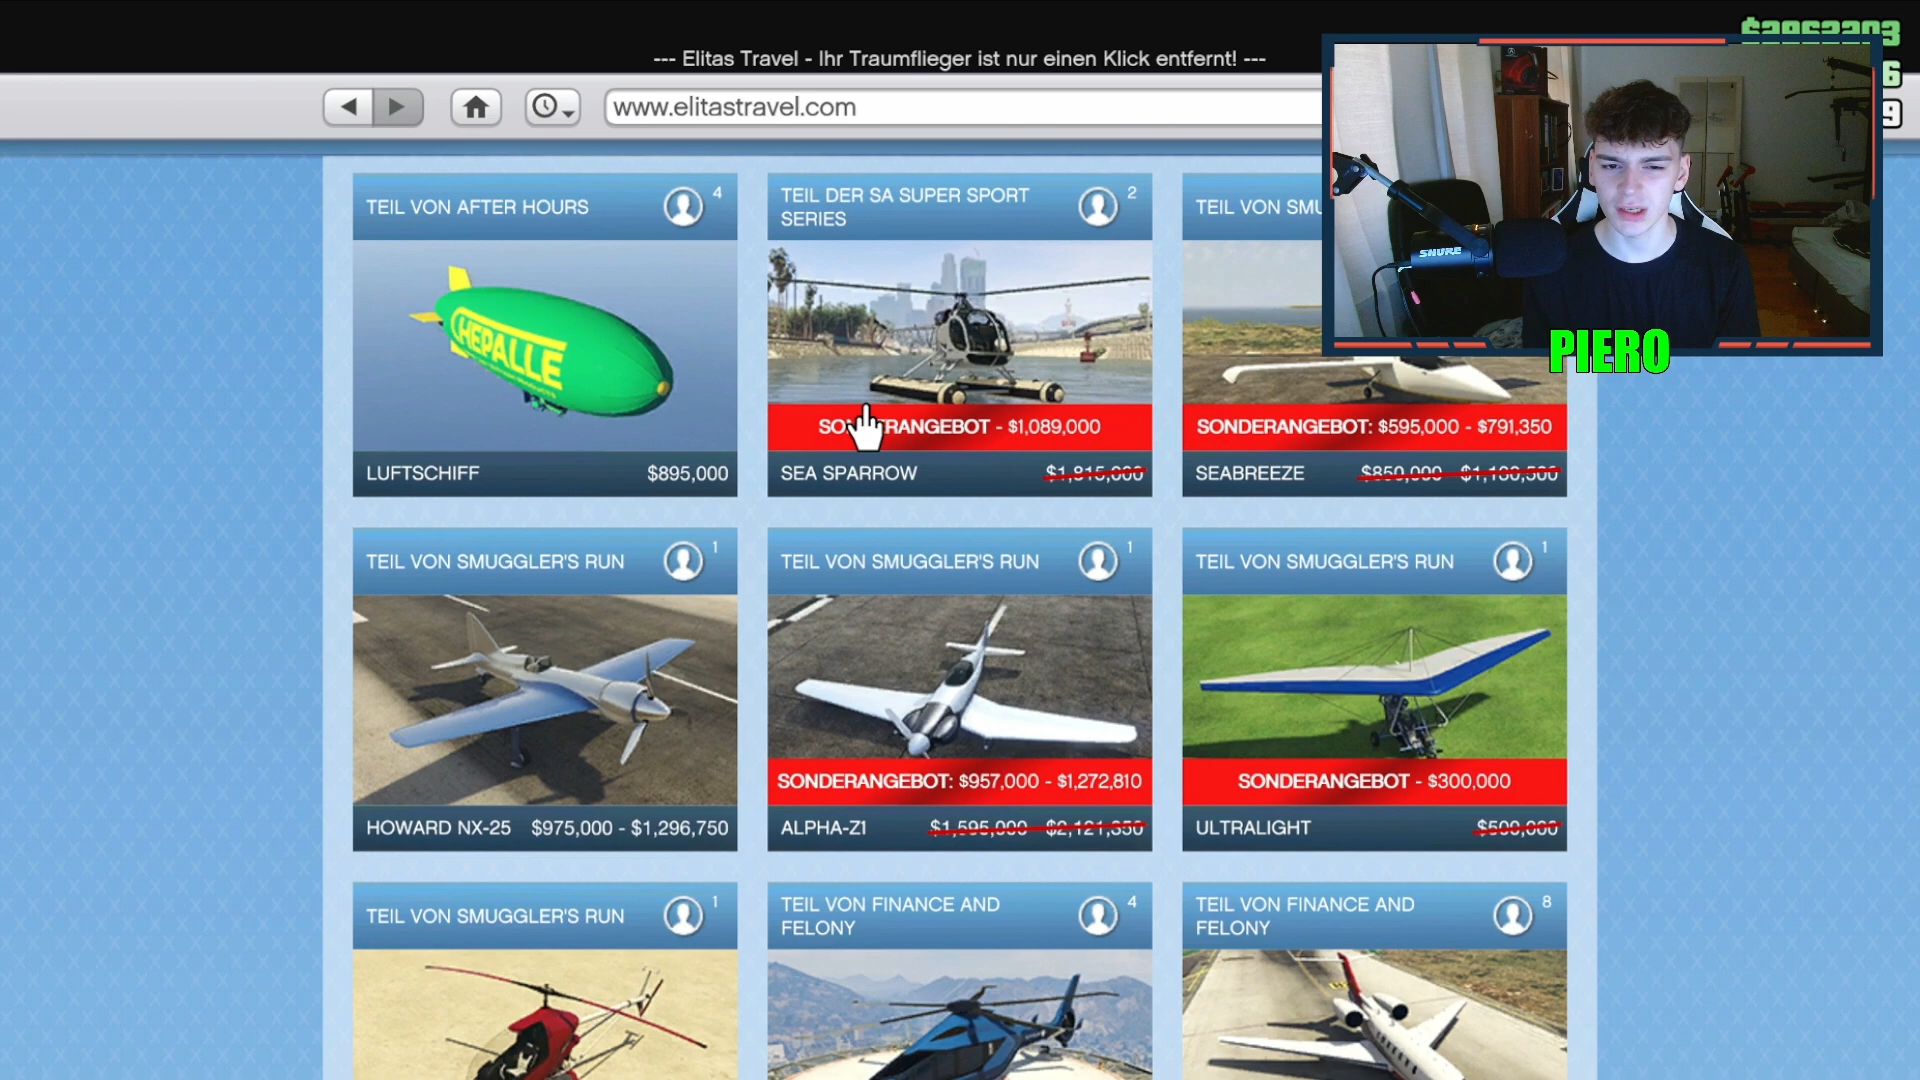 --- Elitas Travel - Ihr Traumflieger ist nur einen Klick entfernt! ---
www.elitastravel.com
6
9
SHURE
PIERO
TEIL VON AFTER HOURS 4
HEPALLE
LUFTSCHIFF $895,000
TEIL DER SA SUPER SPORT
SERIES 2
SONDERANGEBOT - $1,089,000
SEA SPARROW $1,815,000
TEIL VON SMU
SONDERANGEBOT: $595,000 - $791,350
SEABREEZE $850,000 - $1,130,500
TEIL VON SMUGGLER'S RUN 1
HOWARD NX-25 $975,000 - $1,296,750
TEIL VON SMUGGLER'S RUN 1
SONDERANGEBOT: $957,000 - $1,272,810
ALPHA-Z1 $1,595,000 - $2,121,350
TEIL VON SMUGGLER'S RUN 1
SONDERANGEBOT - $300,000
ULTRALIGHT $500,000
TEIL VON SMUGGLER'S RUN 1
TEIL VON FINANCE AND
FELONY 4
TEIL VON FINANCE AND
FELONY 8